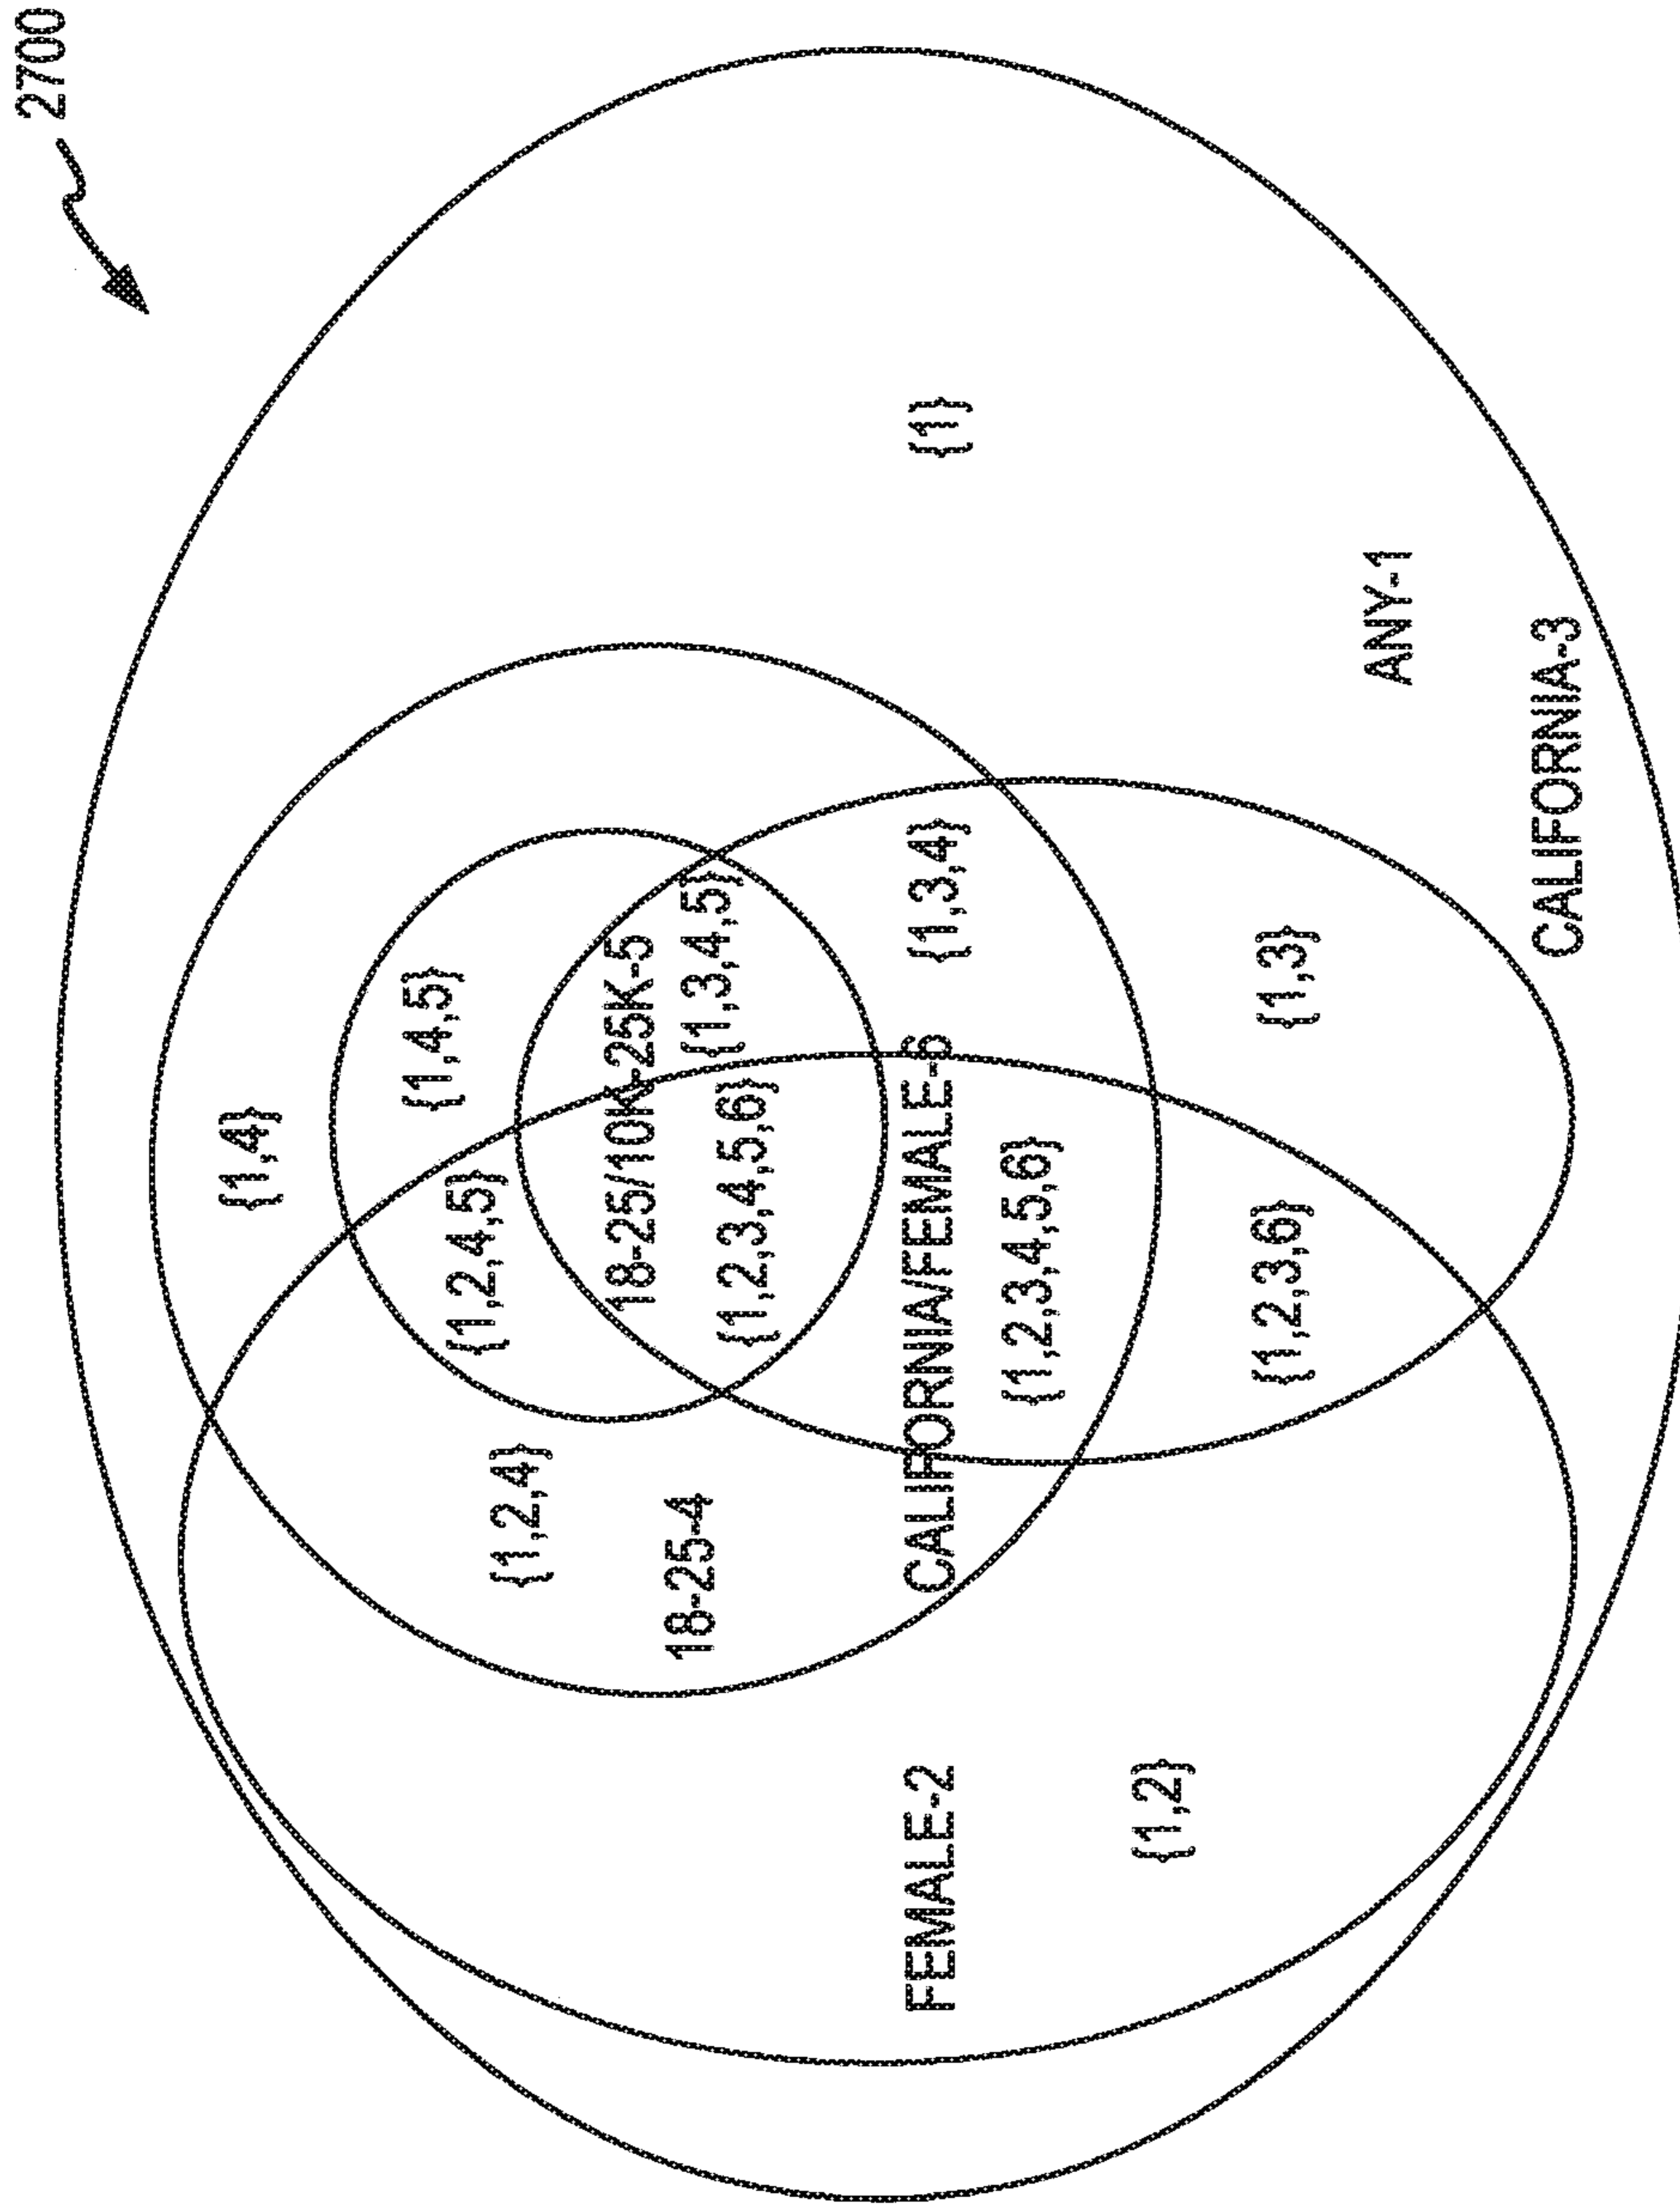 2700
{1,4}
{1,4,5}
{1,2,4,5}
{1,2,4}
18-25/10K-25K-5
18-25-4
{1,3,4,5}
{1,2,3,4,5,6}
FEMALE-2
CALIFORNIA/FEMALE-6
{1,3,4}
{1}
{1,2,3,4,5,6}
{1,2}
{1,2,3,6}
{1,3}
ANY-1
CALIFORNIA-3